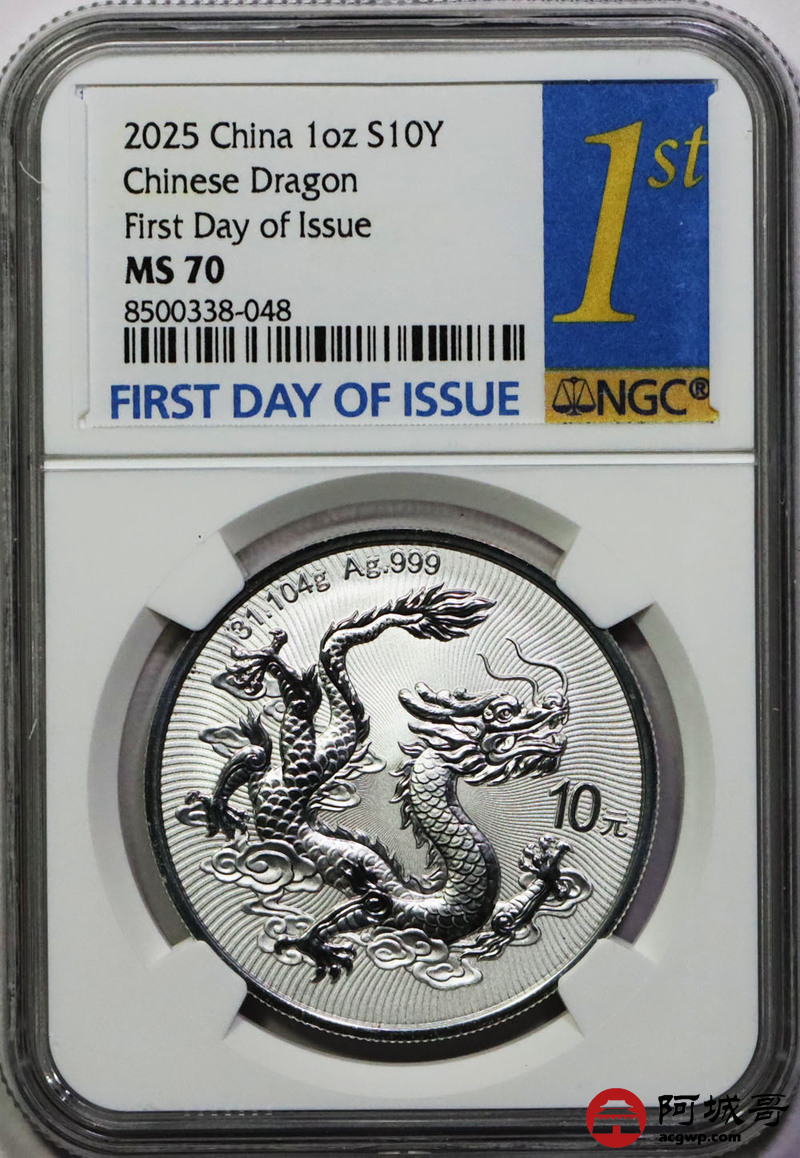 2025 China 1oz S10Y
Chinese Dragon
First Day of Issue
MS 70
8500338-048
FIRST DAY OF ISSUE
1st
NGC®
31.104g Ag.999
10元
阿城哥
acgwp.com